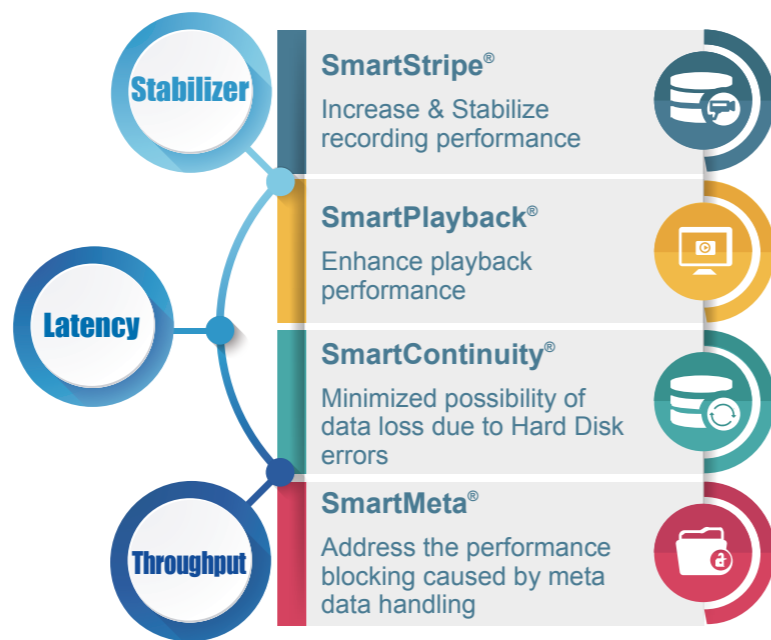 Stabilizer
Latency
Throughput
SmartStripe®
Increase & Stabilize
recording performance
SmartPlayback®
Enhance playback
performance
SmartContinuity®
Minimized possibility of
data loss due to Hard Disk
errors
SmartMeta®
Address the performance
blocking caused by meta
data handling